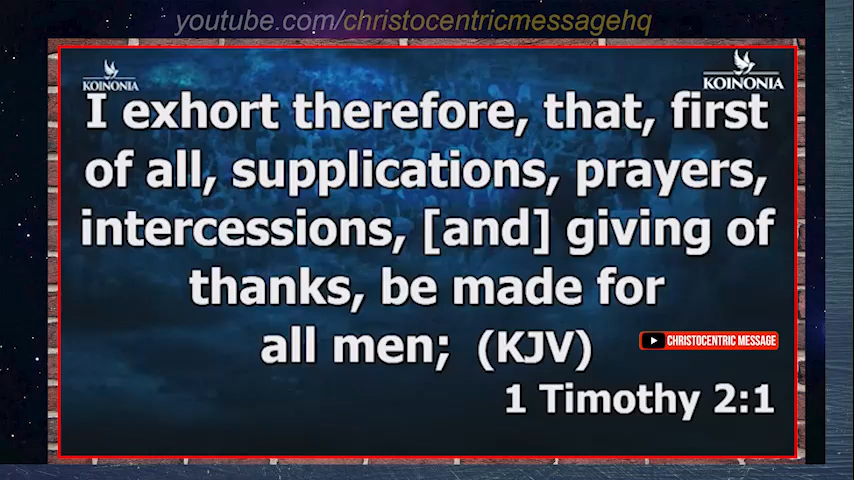 youtube.com/christocentricmessagehq
KOINONIA
KOINONIA
I exhort therefore, that, first
of all, supplications, prayers,
intercessions, [and] giving of
thanks, be made for
all men; (KJV)
CHRISTOCENTRIC MESSAGE
1 Timothy 2:1